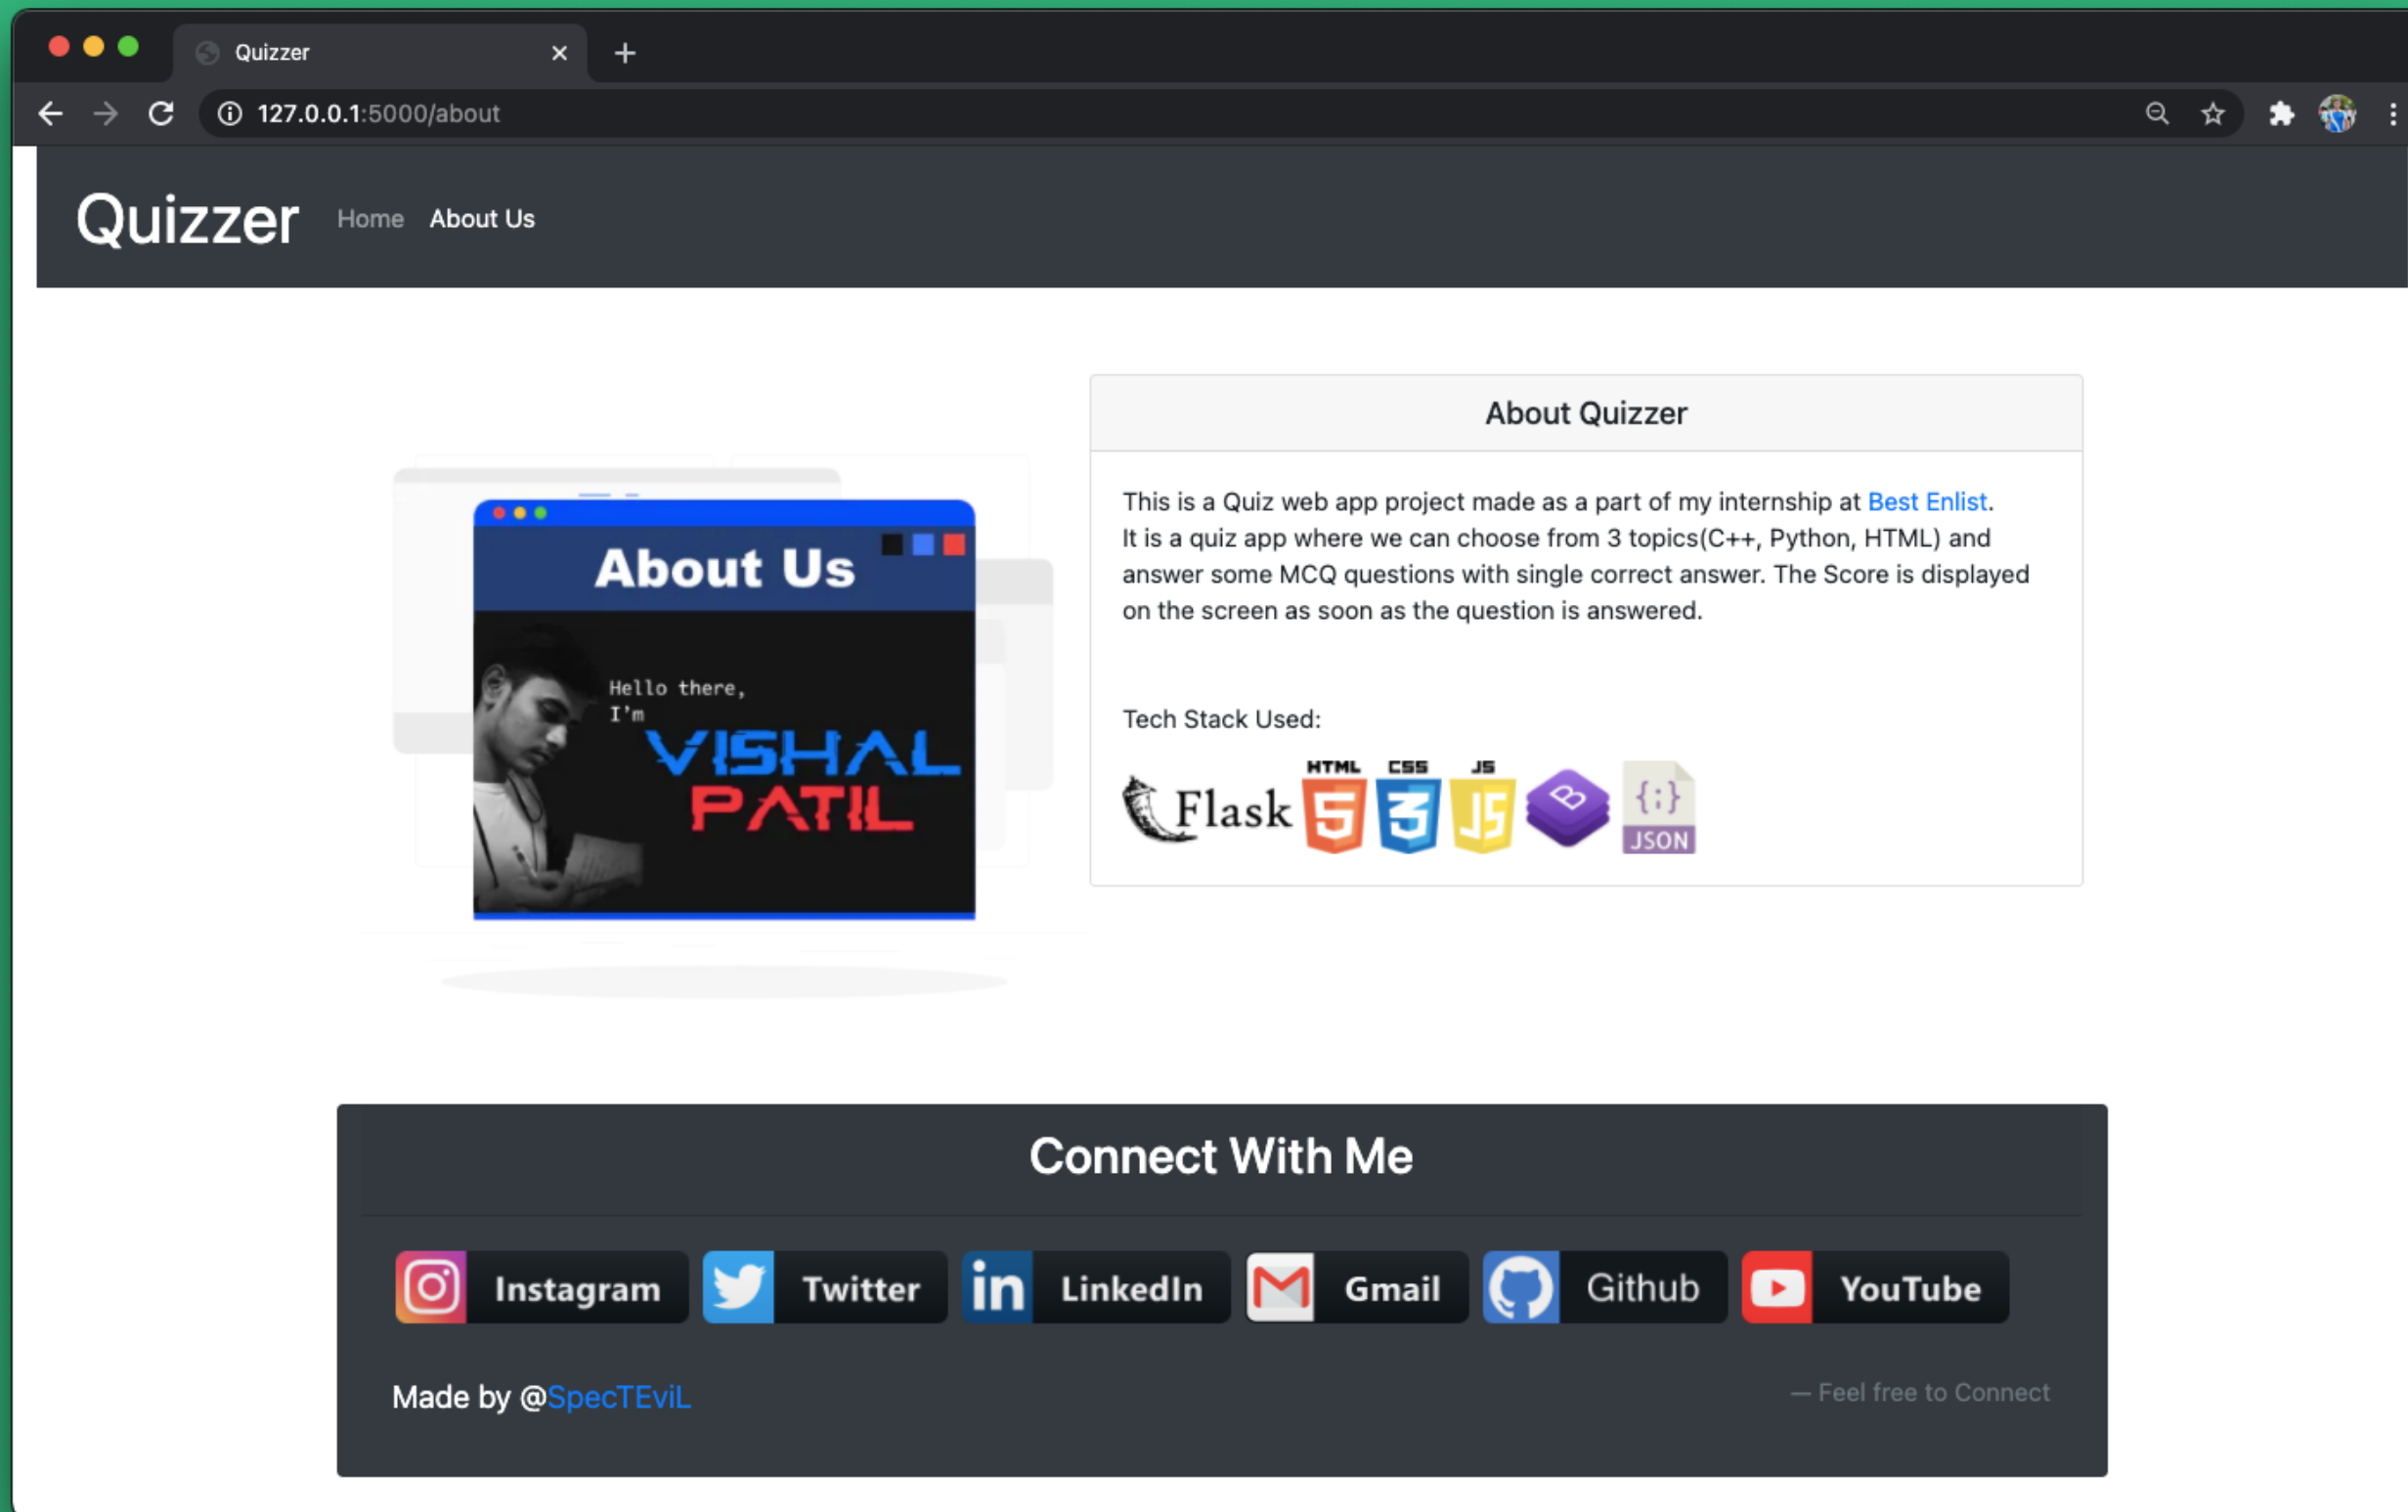 Quizzer
127.0.0.1:5000/about
Quizzer Home About Us
About Us
Hello there,
I'm
VISHAL
PATIL
About Quizzer
This is a Quiz web app project made as a part of my internship at Best Enlist.
It is a quiz app where we can choose from 3 topics(C++, Python, HTML) and
answer some MCQ questions with single correct answer. The Score is displayed
on the screen as soon as the question is answered.
Tech Stack Used:
Flask HTML 5 CSS 3 JS JS B {;} JSON
Connect With Me
Instagram Twitter in LinkedIn M Gmail Github YouTube
Made by @SpecTEviL
— Feel free to Connect